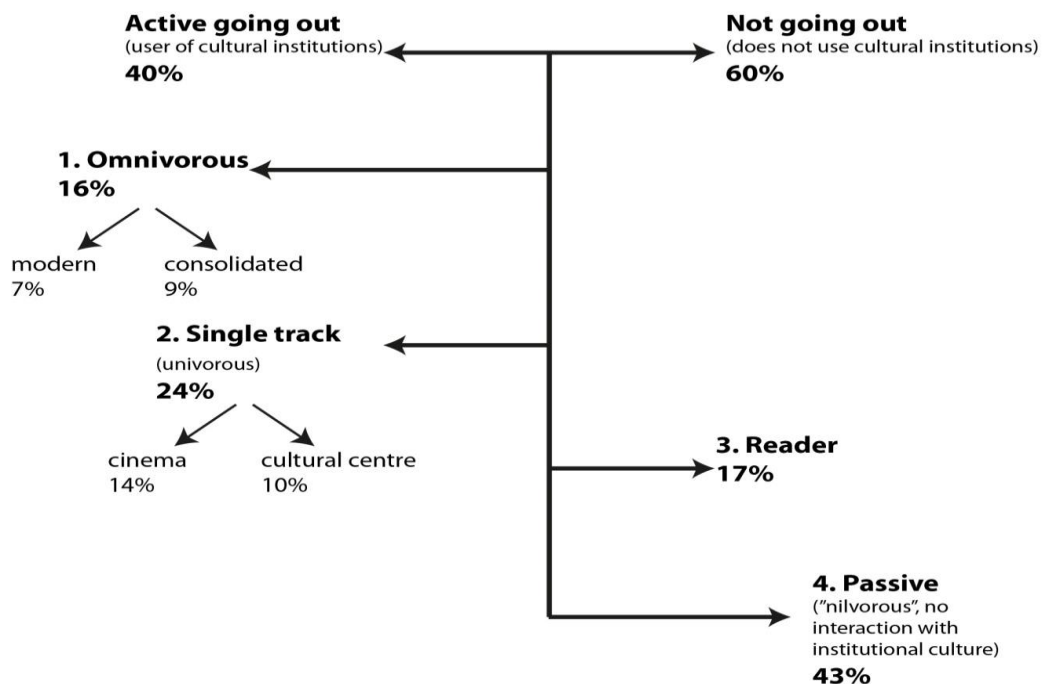 Active going out
(user of cultural institutions)
40%
Not going out
(does not use cultural institutions)
60%
1. Omnivorous
16%
modern
7%
consolidated
9%
2. Single track
(univorous)
24%
cinema
14%
cultural centre
10%
3. Reader
17%
4. Passive
("nilvorous", no
interaction with
institutional culture)
43%